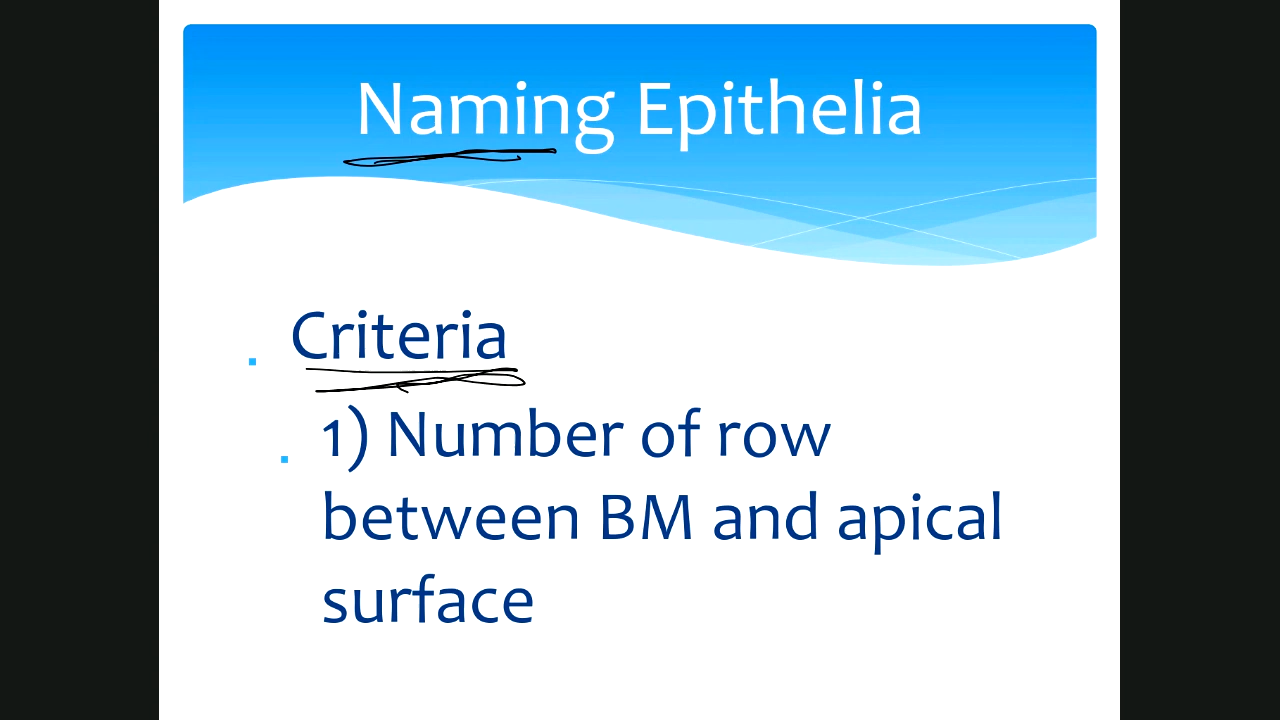 Naming Epithelia
Criteria
1) Number of row
between BM and apical
surface